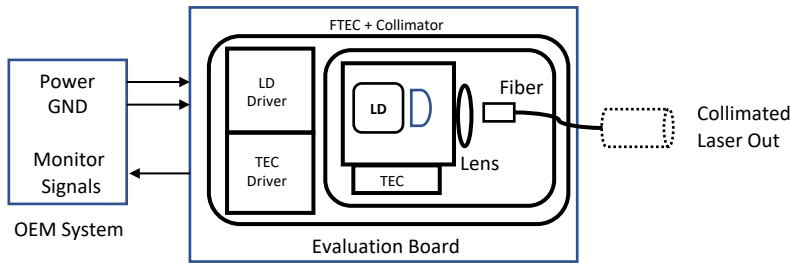 FTEC + Collimator
Power
GND
Monitor
Signals
OEM System
LD
Driver
TEC
Driver
LD
TEC
Lens
Fiber
Collimated
Laser Out
Evaluation Board